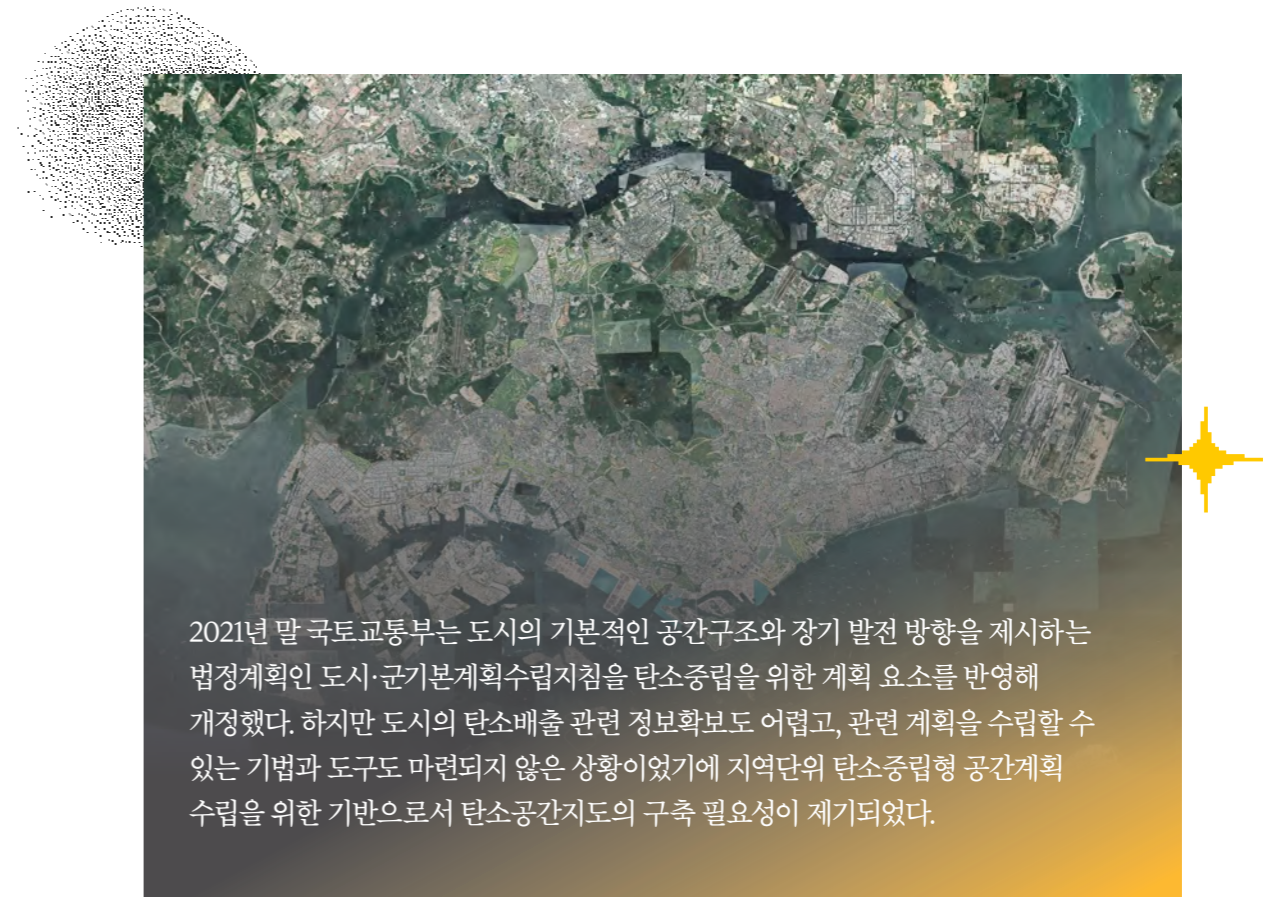 2021년 말 국토교통부는 도시의 기본적인 공간구조와 장기 발전 방향을 제시하는
법정계획인 도시·군기본계획수립지침을 탄소중립을 위한 계획 요소를 반영해
개정했다. 하지만 도시의 탄소배출 관련 정보확보도 어렵고, 관련 계획을 수립할 수
있는 기법과 도구도 마련되지 않은 상황이었기에 지역단위 탄소중립형 공간계획
수립을 위한 기반으로서 탄소공간지도의 구축 필요성이 제기되었다.